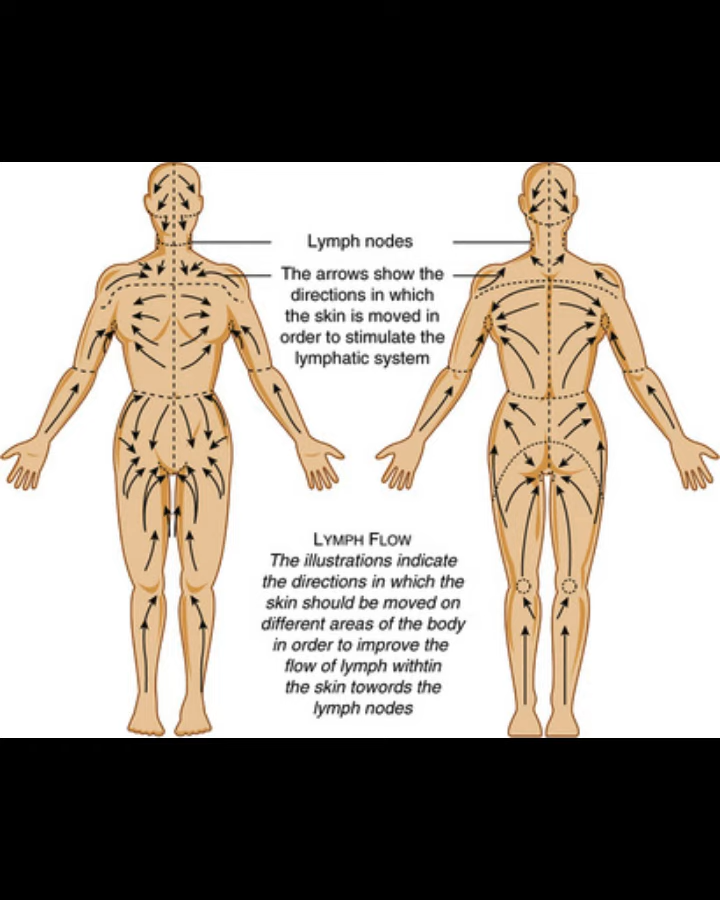 Lymph nodes
The arrows show the
directions in which
the skin is moved in
order to stimulate the
lymphatic system
LYMPH FLOW
The illustrations indicate
the directions in which the
skin should be moved on
different areas of the body
in order to improve the
flow of lymph withtin
the skin towords the
lymph nodes